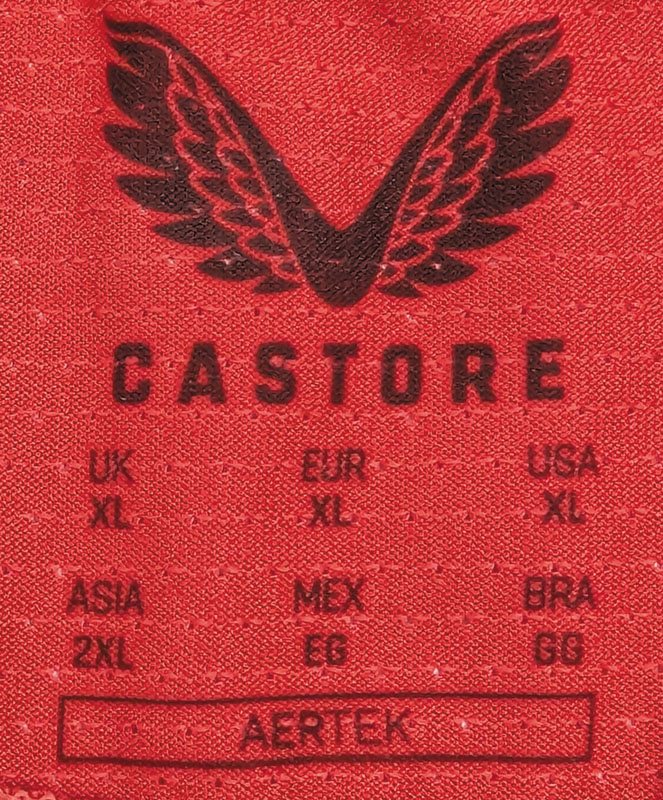 CASTORE
UK EUR USA
XL XL XL
ASIA MEX BRA
2XL EG GG
AERTEK